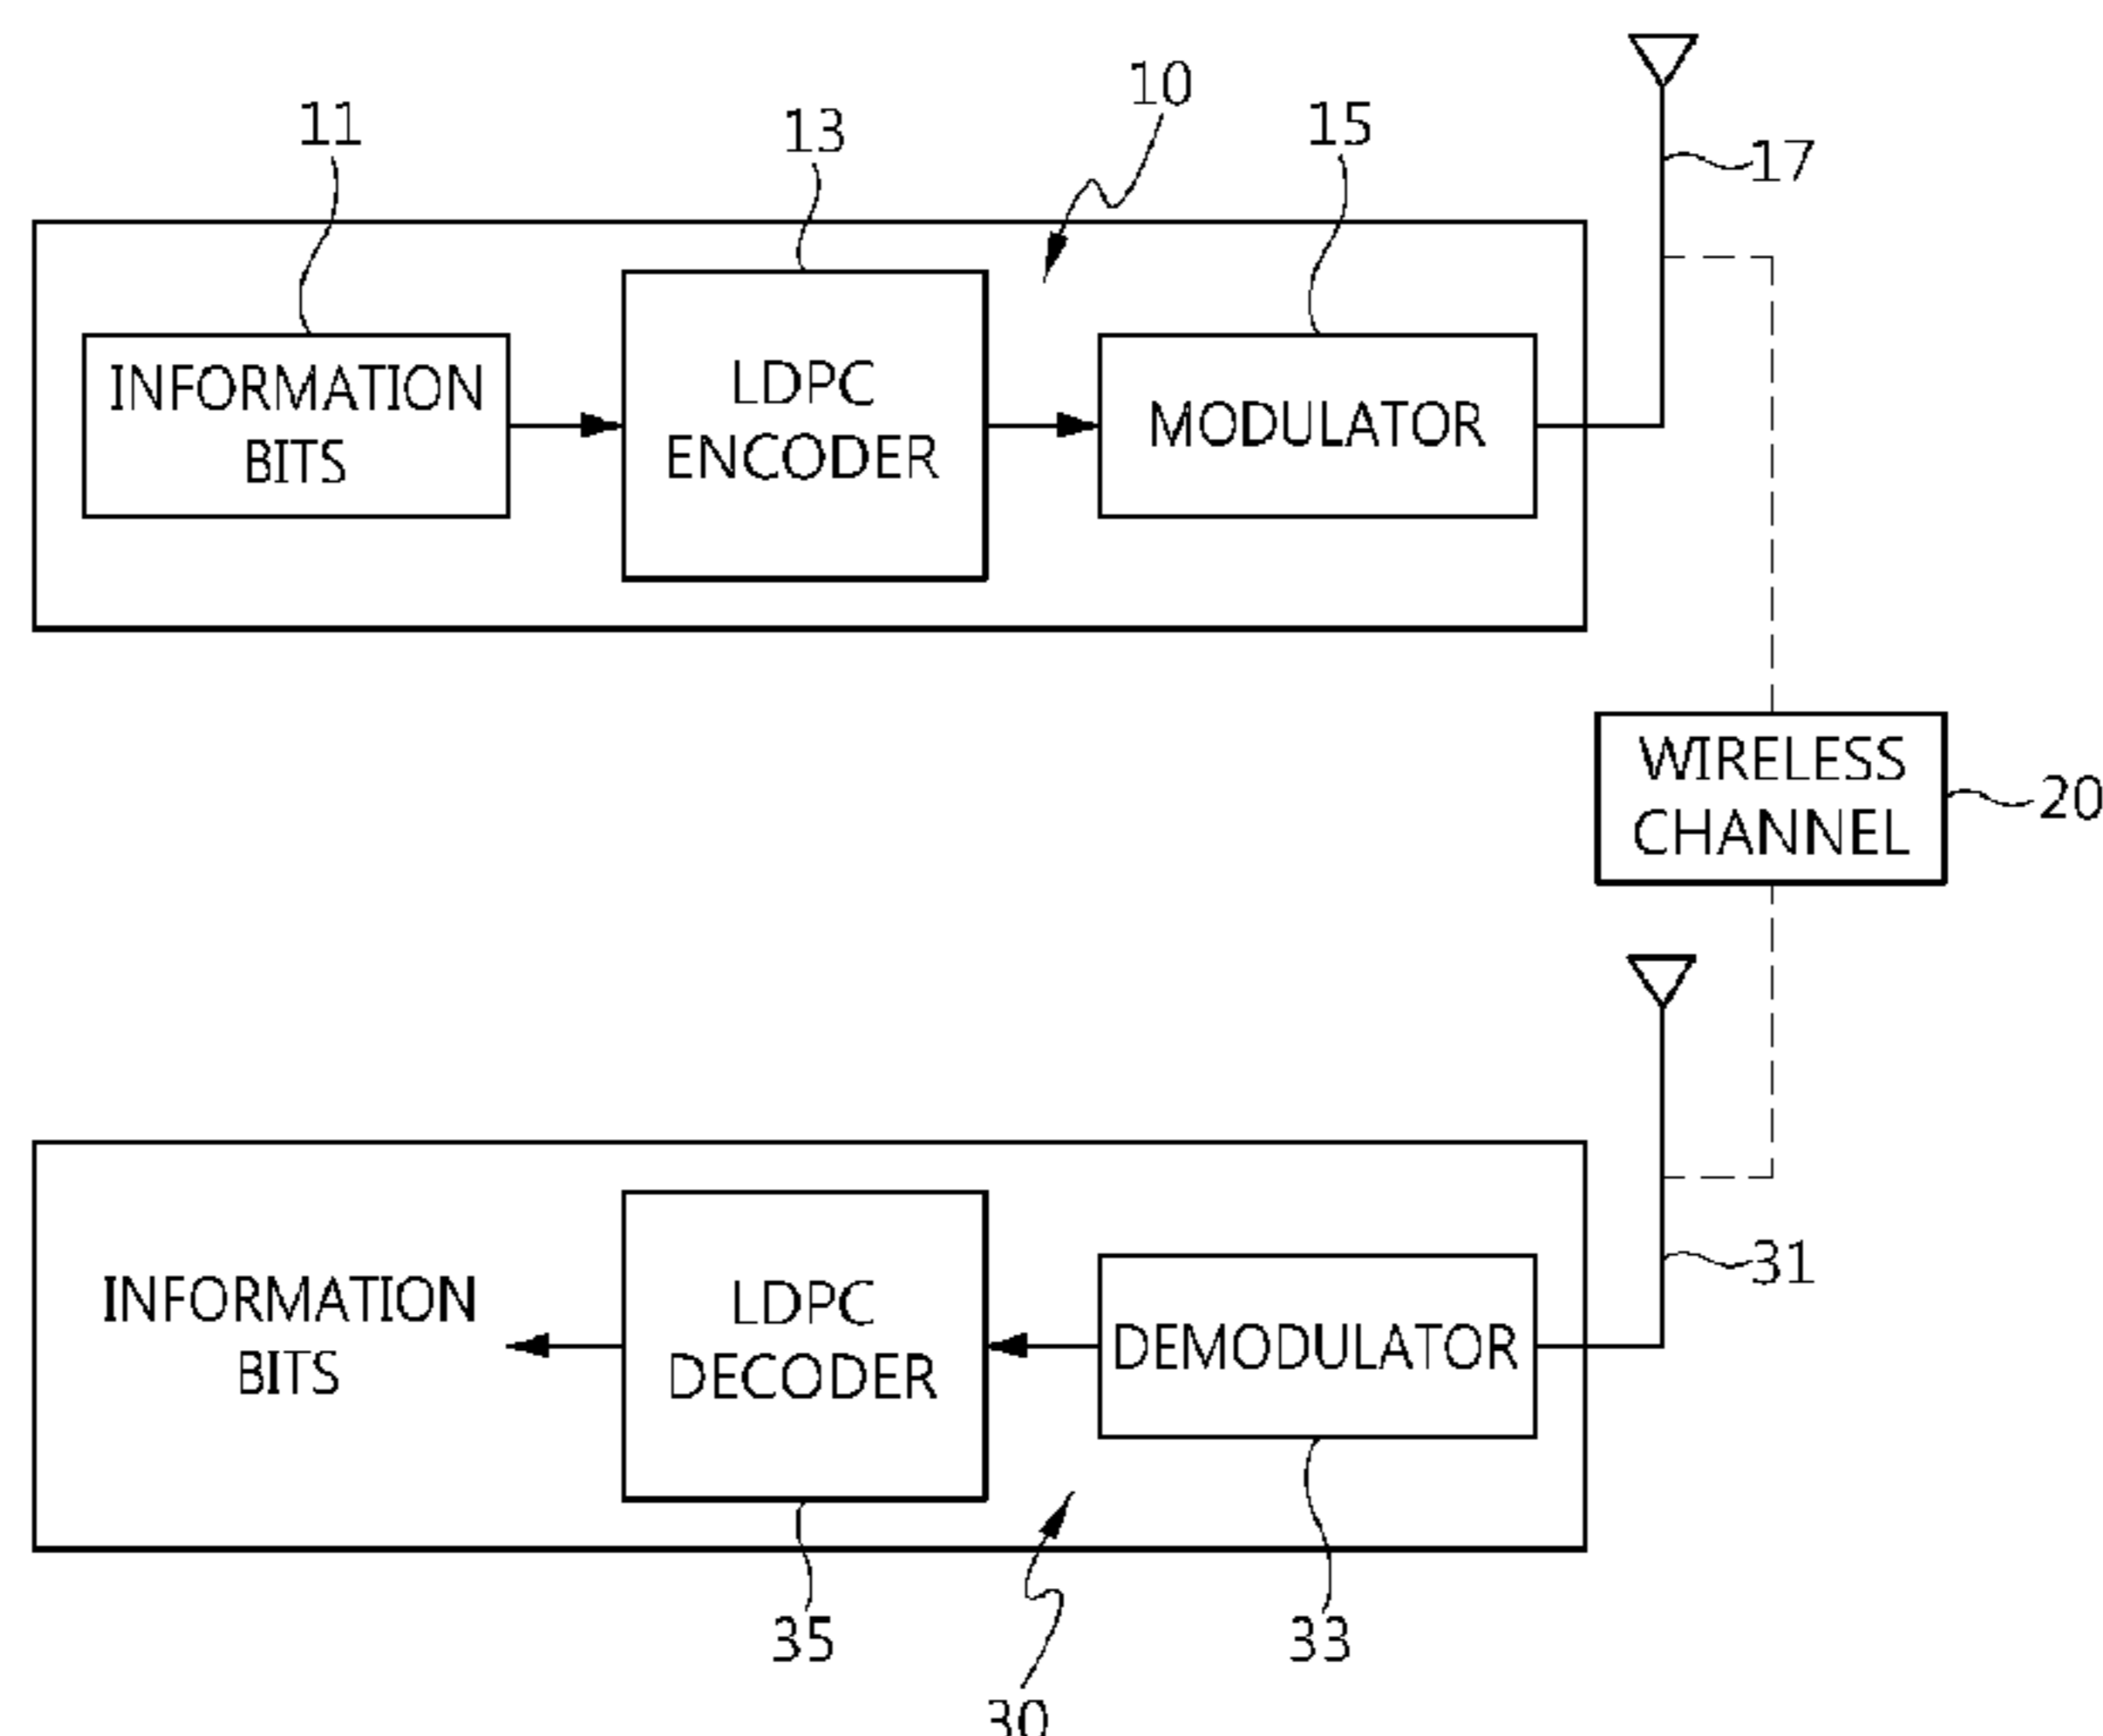 10
11
13
15
17
INFORMATION
BITS
LDPC
ENCODER
MODULATOR
WIRELESS
CHANNEL
20
31
INFORMATION
BITS
LDPC
DECODER
DEMODULATOR
35
33
30